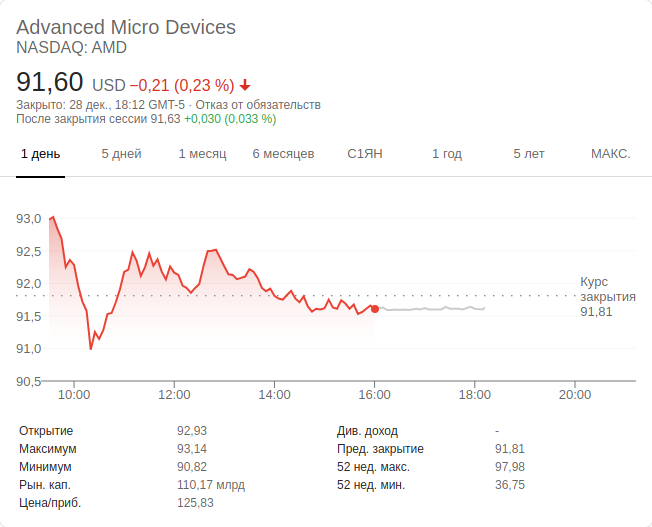 Advanced Micro Devices
NASDAQ: AMD
91,60 USD −0,21 (0,23 %)
Закрыто: 28 дек., 18:12 GMT-5 · Отказ от обязательств
После закрытия сессии 91,63 +0,030 (0,033 %)
1 день 5 дней 1 месяц 6 месяцев С1ЯН 1 год 5 лет МАКС.
93,0
92,5
92,0
91,5
91,0
90,5
Курс
закрытия
91,81
10:00 12:00 14:00 16:00 18:00 20:00
Открытие 92,93 Див. доход -
Максимум 93,14 Пред. закрытие 91,81
Минимум 90,82 52 нед. макс. 97,98
Рын. кап. 110,17 млрд 52 нед. мин. 36,75
Цена/приб. 125,83